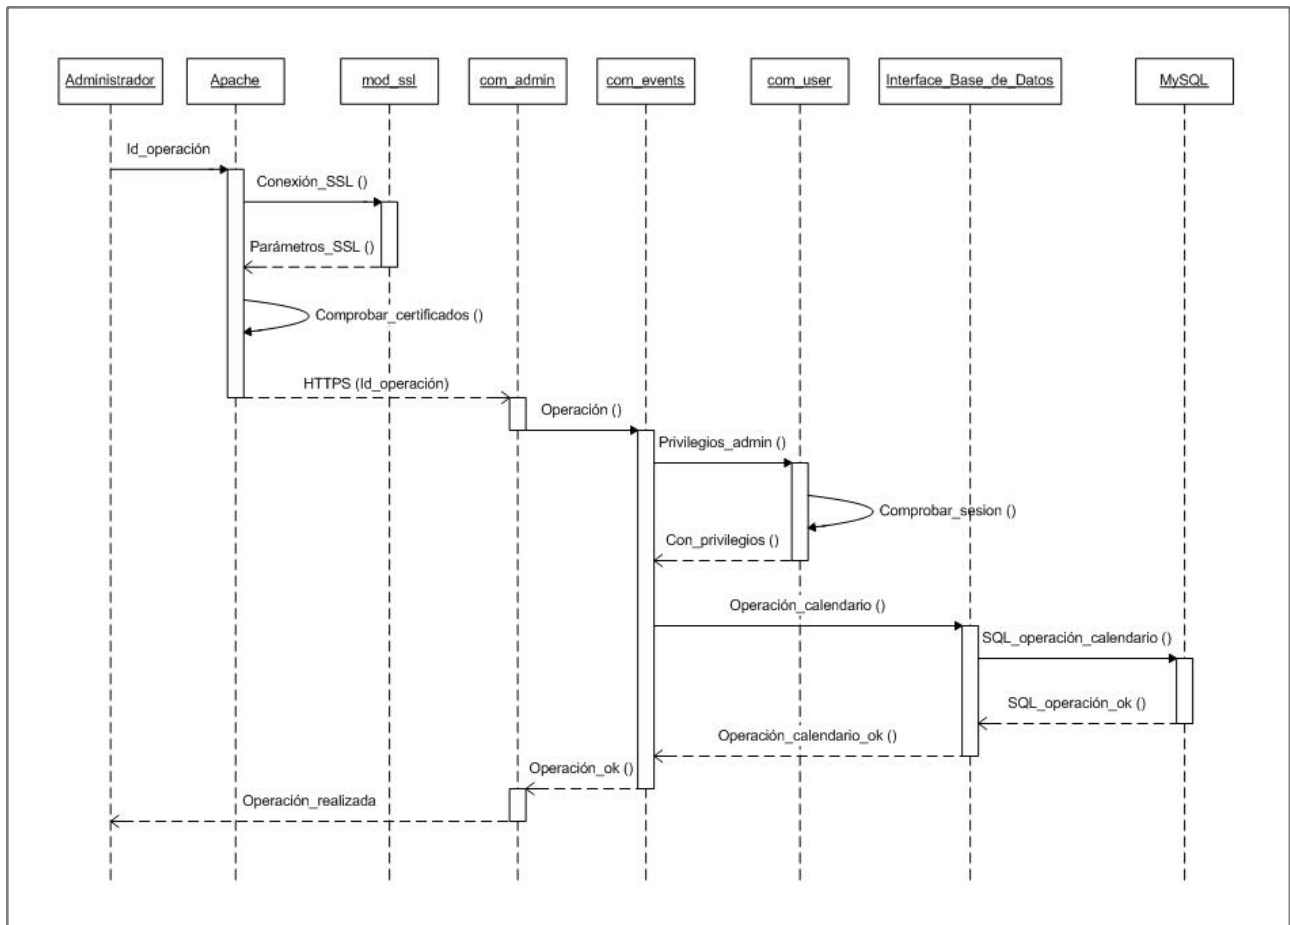 Administrador
Apache
mod_ssl
com_admin
com_events
com_user
Interface_Base_de_Datos
MySQL
Id_operación
Conexión_SSL ()
Parámetros_SSL ()
Comprobar_certificados ()
HTTPS (Id_operación)
Operación ()
Privilegios_admin ()
Comprobar_sesion ()
Con_privilegios ()
Operación_calendario ()
SQL_operación_calendario ()
SQL_operación_ok ()
Operación_calendario_ok ()
Operación_ok ()
Operación_realizada